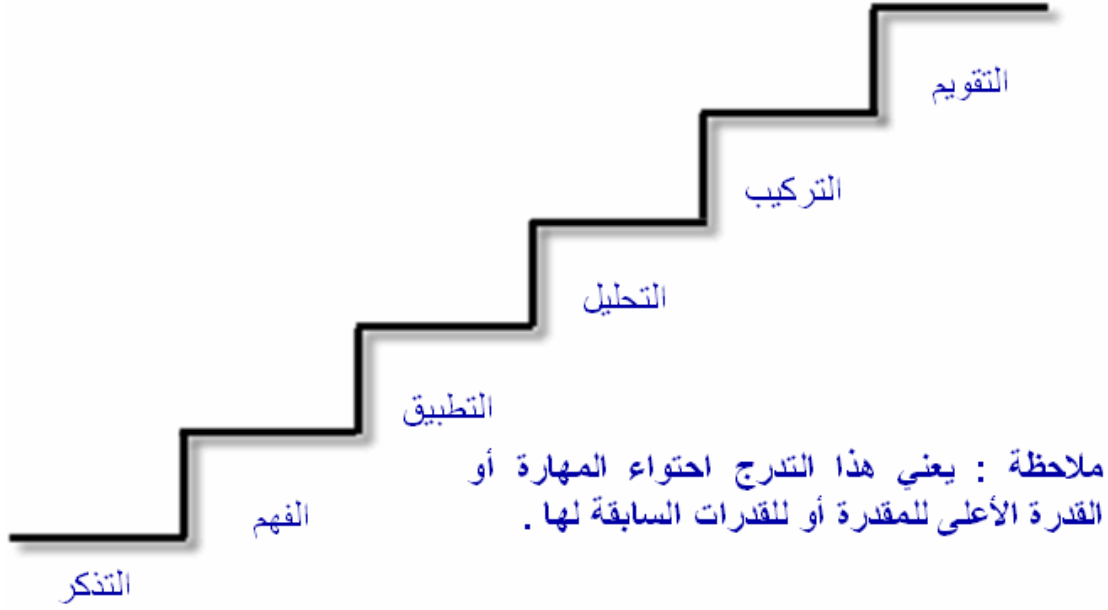 التقويم
التركيب
التحليل
التطبيق
ملاحظة : يعني هذا التدرج احتواء المهارة أو
القدرة الأعلى للمقدرة أو للقدرات السابقة لها .
الفهم
التذكر